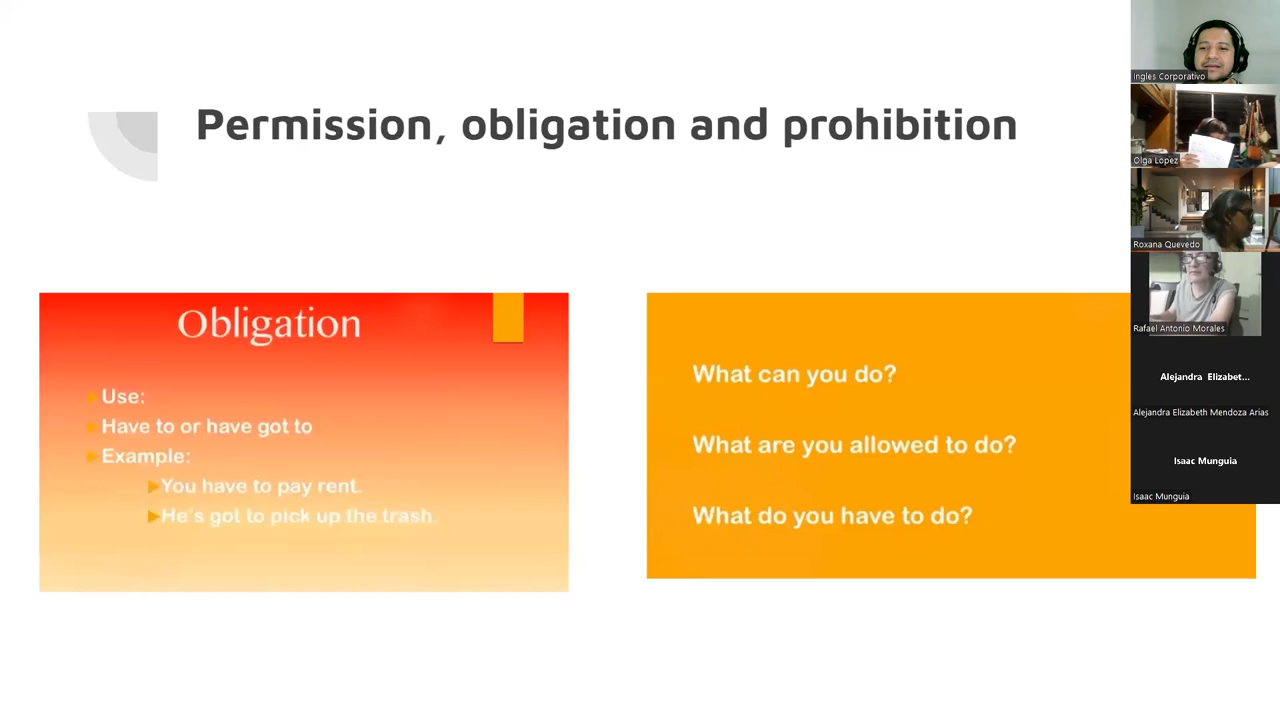 Permission, obligation and prohibition
Obligation
Use:
Have to or have got to
Example:
You have to pay rent.
He's got to pick up the trash.
What can you do?
What are you allowed to do?
What do you have to do?
Ingles Corporativo
Olga Lopez
Roxana Quevedo
Rafael Antonio Morales
Alejandra Elizabet...
Alejandra Elizabeth Mendoza Arias
Isaac Munguia
Isaac Munguia